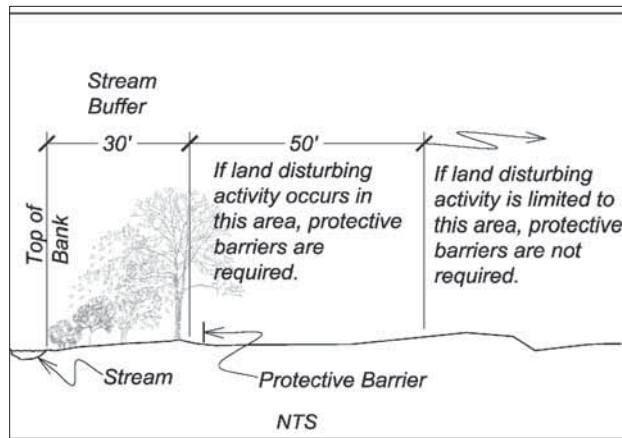 Stream
Buffer
30'
50'
Top of
Bank
If land disturbing
activity occurs in
this area, protective
barriers are
required.
If land disturbing
activity is limited to
this area, protective
barriers are not
required.
Stream
Protective Barrier
NTS